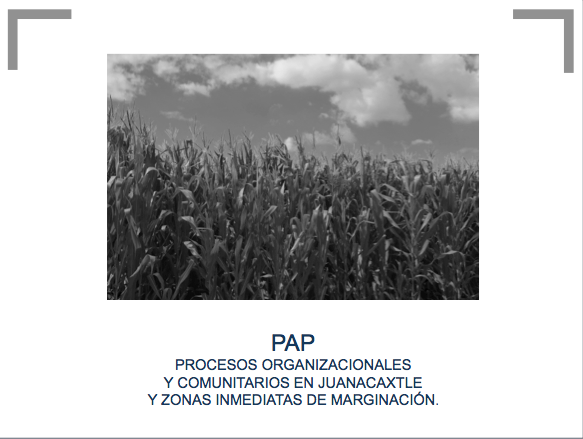 PAP
PROCESOS ORGANIZACIONALES
Y COMUNITARIOS EN JUANACAXTLE
Y ZONAS INMEDIATAS DE MARGINACIÓN.